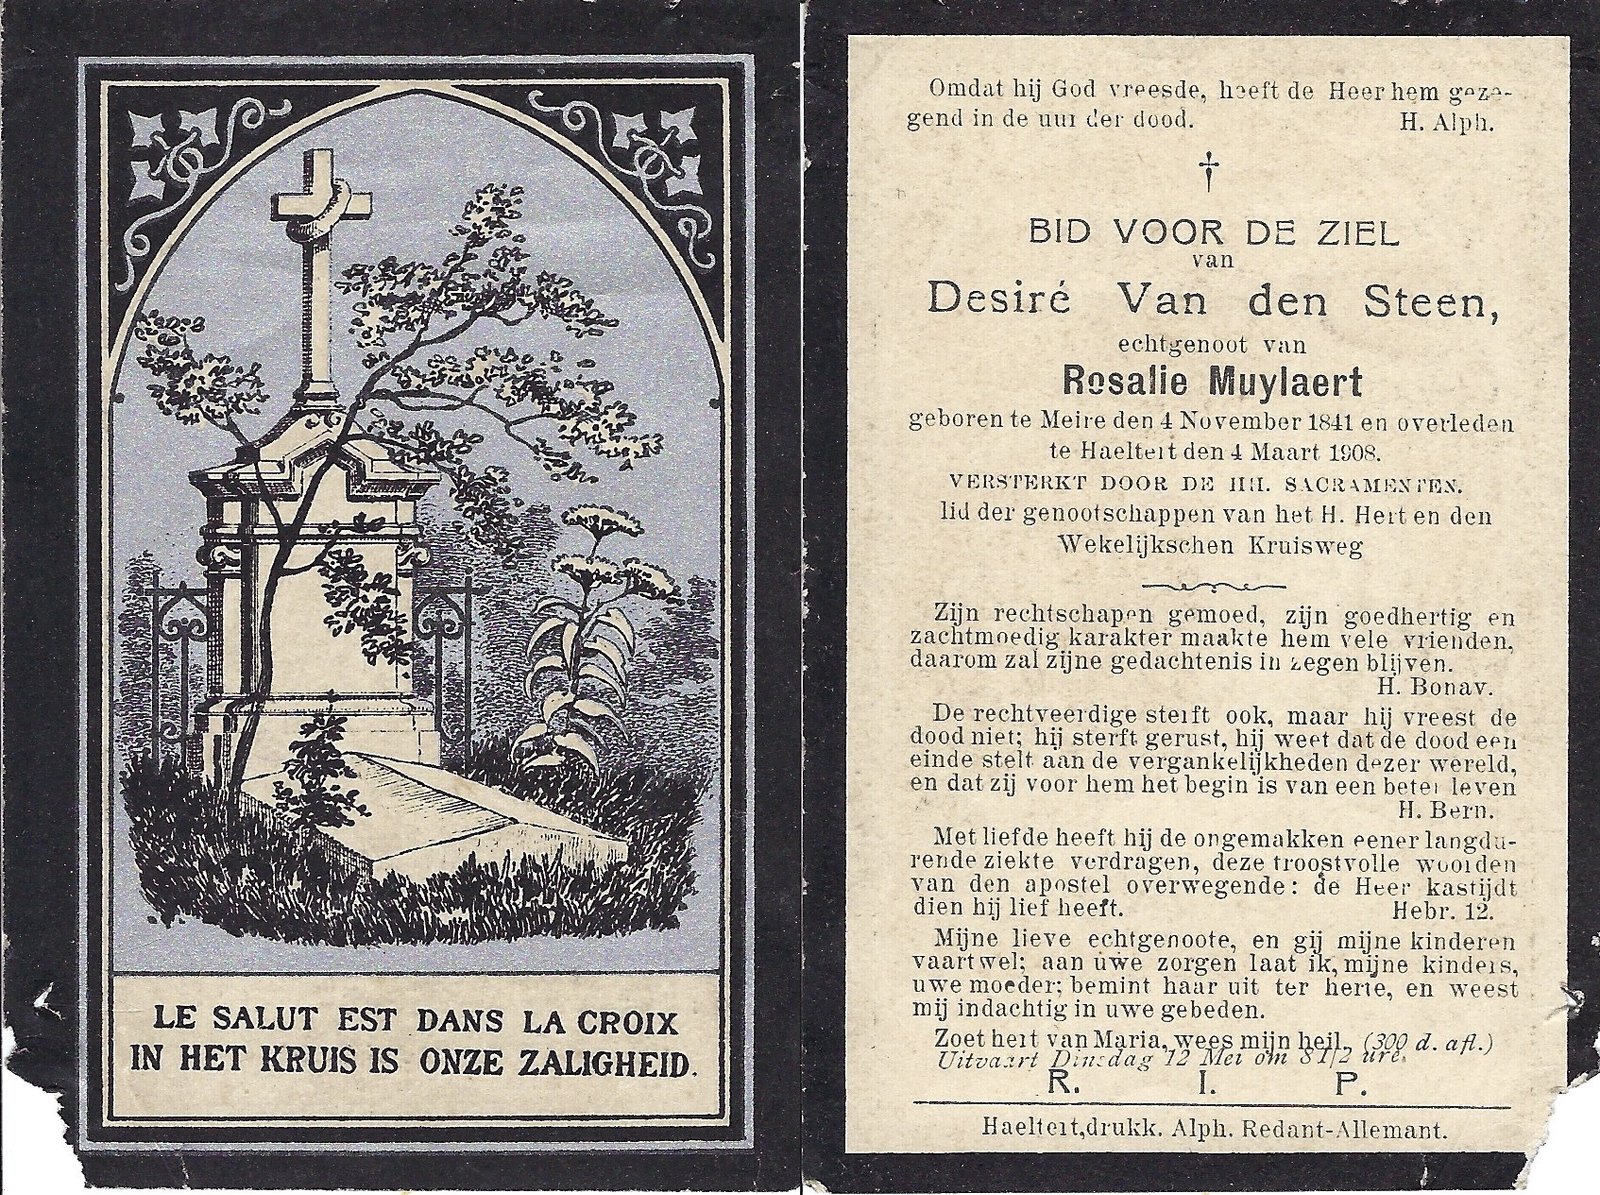 LE SALUT EST DANS LA CROIX
IN HET KRUIS IS ONZE ZALIGHEID.
Omdat hij God vreesde, heeft de Heer hem geze-
gend in de uur der dood. H. Alph.
†
BID VOOR DE ZIEL
van
Desiré Van den Steen,
echtgenoot van
Rosalie Muylaert
geboren te Meire den 4 November 1841 en overleden
te Haeltert den 4 Maart 1908.
VERSTERKT DOOR DE HH. SACRAMENTEN.
lid der genootschappen van het H. Hert en den
Wekelijkschen Kruisweg
Zijn rechtschapen gemoed, zijn goedhertig en
zachtmoedig karakter maakte hem vele vrienden,
daarom zal zijne gedachtenis in zegen blijven.
H. Bonav.
De rechtveerdige sterft ook, maar hij vreest de
dood niet; hij sterft gerust, hij weet dat de dood een
einde stelt aan de vergankelijkheden dezer wereld,
en dat zij voor hem het begin is van een beter leven
H. Bern.
Met liefde heeft hij de ongemakken eener langdu-
rende ziekte verdragen, deze troostvolle woorden
van den apostel overwegende: de Heer kastijdt
dien hij lief heeft. Hebr. 12.
Mijne lieve echtgenoote, en gij mijne kinderen
vaartwel; aan uwe zorgen laat ik, mijne kinders,
uwe moeder; bemint haar uit ter herte, en weest
mij indachtig in uwe gebeden.
Zoet hert van Maria, wees mijn heil. (300 d. afl.)
Uitvaart Dinsdag 12 Mei om 8 1/2 ure.
R. I. P.
Haeltert, drukk. Alph. Redant-Allemant.